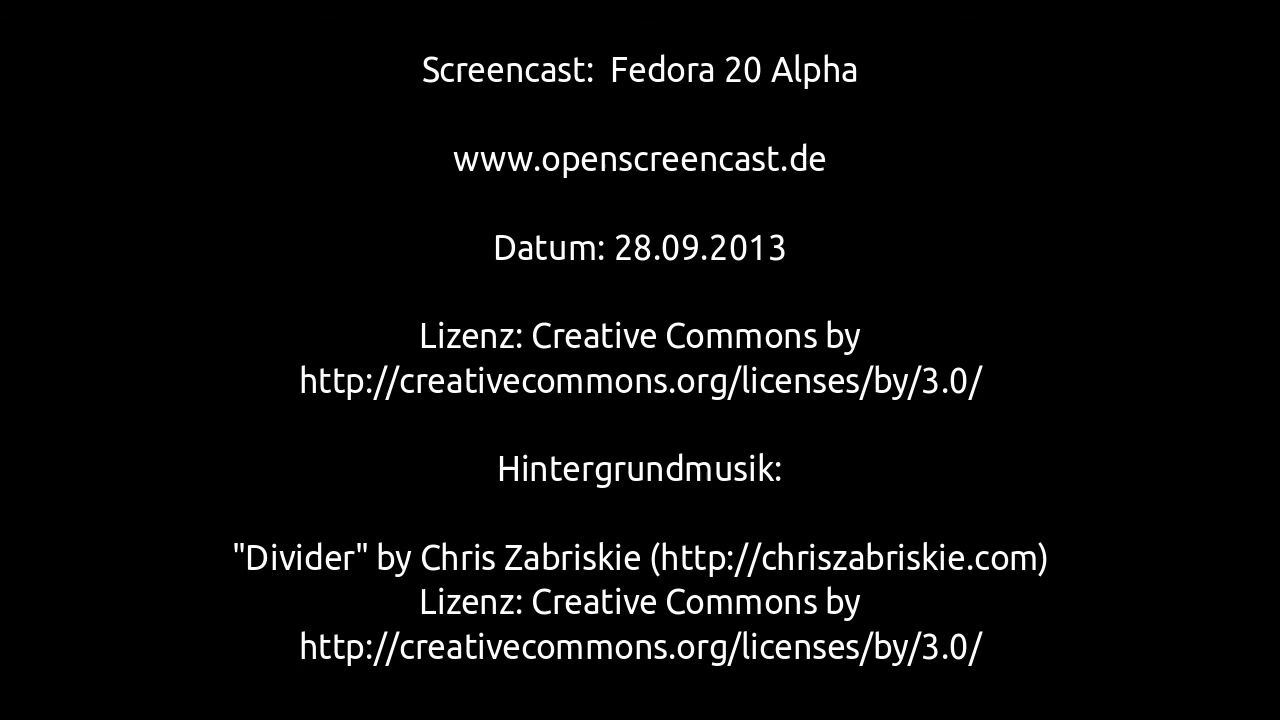 Screencast:  Fedora 20 Alpha
www.openscreencast.de
Datum: 28.09.2013
Lizenz: Creative Commons by
http://creativecommons.org/licenses/by/3.0/
Hintergrundmusik:
"Divider" by Chris Zabriskie (http://chriszabriskie.com)
Lizenz: Creative Commons by
http://creativecommons.org/licenses/by/3.0/